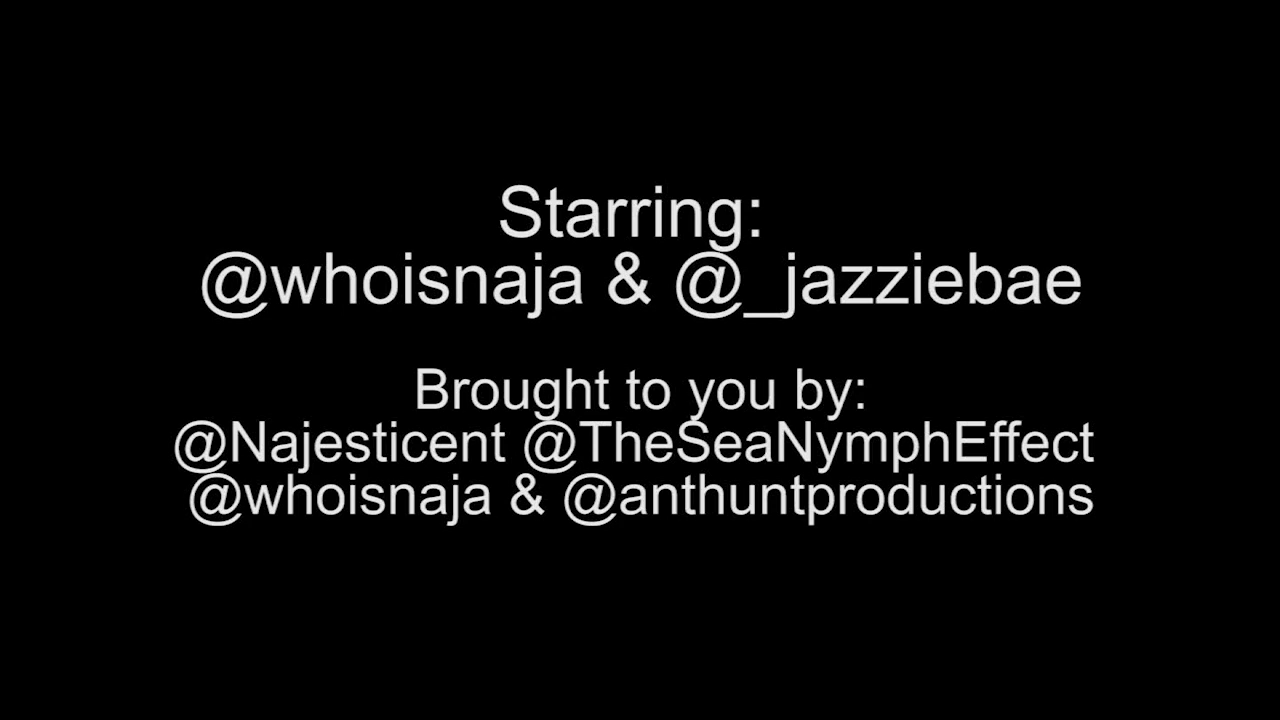 Starring:
@whoisnaja & @_jazziebae
Brought to you by:
@Najesticent @TheSeaNymphEffect
@whoisnaja & @anthuntproductions